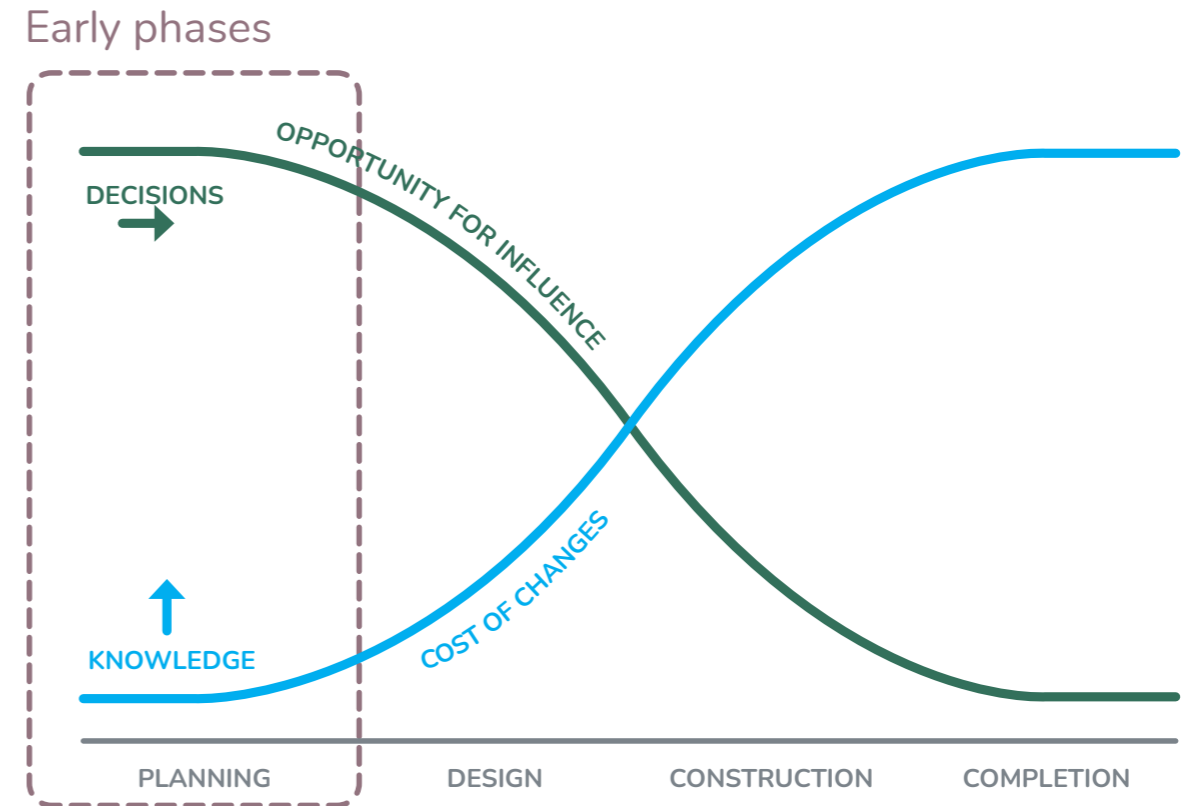 Early phases
OPPORTUNITY FOR INFLUENCE
DECISIONS
COST OF CHANGES
KNOWLEDGE
PLANNING
DESIGN
CONSTRUCTION
COMPLETION